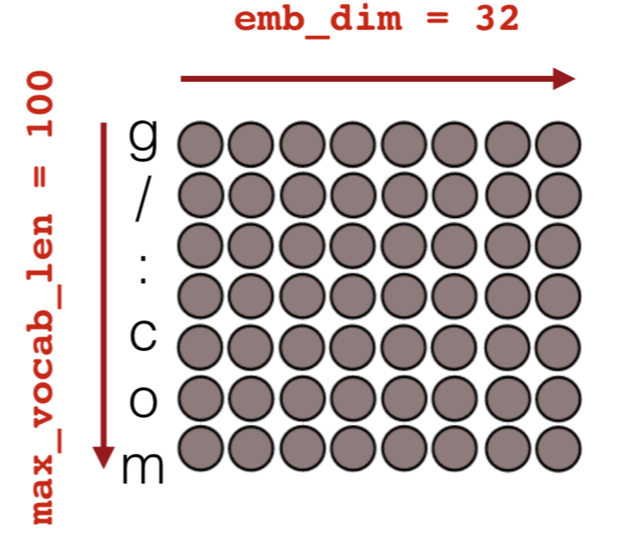 emb_dim = 32
max_vocab_len = 100
g
/
:
c
o
m